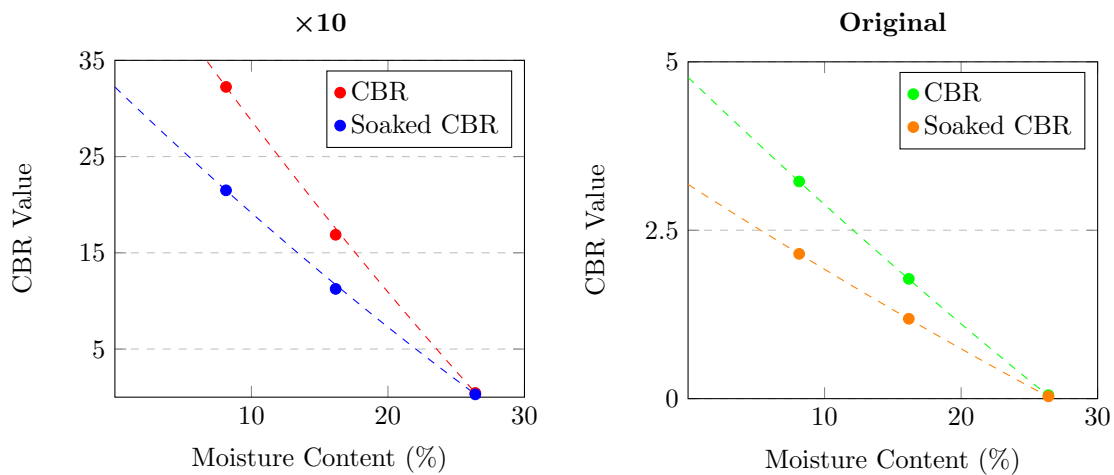 ×10
35
25
15
5
CBR Value
10
20
30
Moisture Content (%)
CBR
Soaked CBR
Original
5
2.5
0
CBR Value
10
20
30
Moisture Content (%)
CBR
Soaked CBR